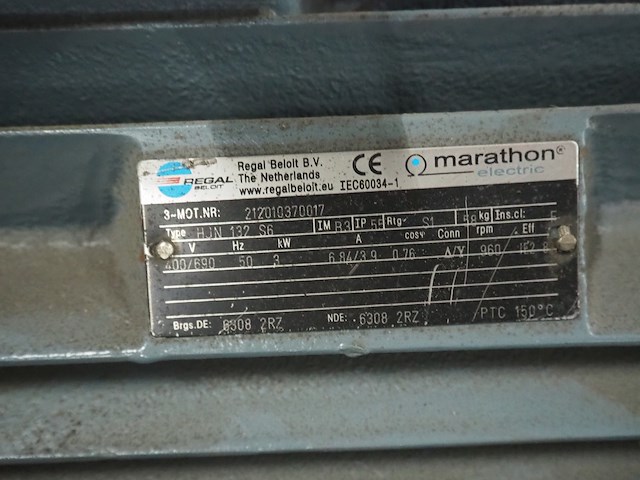 REGAL
BELOIT
Regal Beloit B.V.
The Netherlands
www.regalbeloit.eu IEC60034-1
CE
marathon®
electric
3-MOT.NR: 212010370017
Type HJN 132 S6 IM B3 IP 55 Rtg- S1 58 kg Ins.cl: F
V Hz kW A cosφ Conn rpm Eff
400/690 50 3 6.84/3.9 0.76 Δ/Y 960 IE2
Brgs.DE: 6308 2RZ NDE: 6308 2RZ PTC 150°C